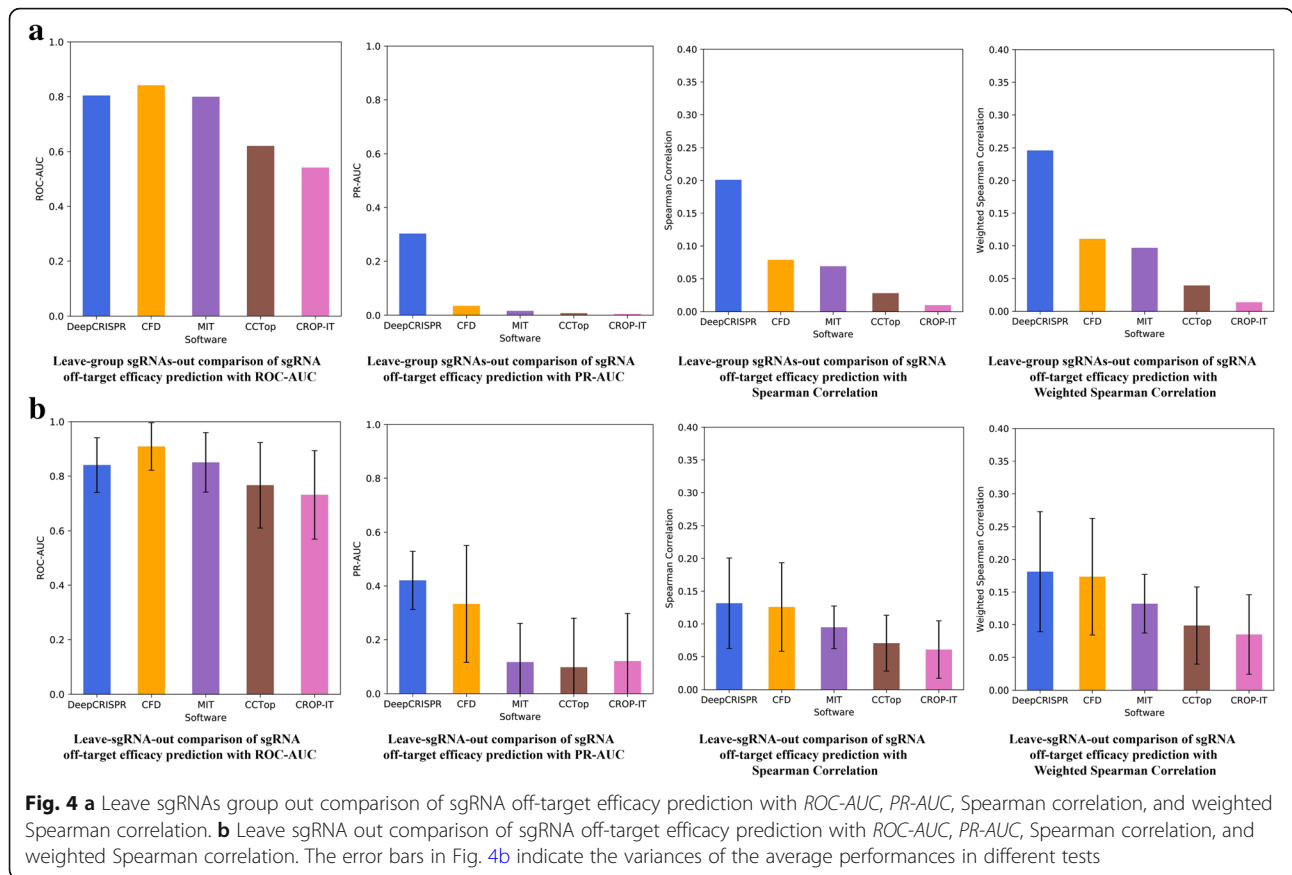 a
1.0
0.8
0.6
0.4
0.2
0.0
ROC-AUC
DeepCRISPR CFD MIT CCTop CROP-IT
Software
Leave-group sgRNAs-out comparison of sgRNA
off-target efficacy prediction with ROC-AUC
1.0
0.8
0.6
0.4
0.2
0.0
PR-AUC
DeepCRISPR CFD MIT CCTop CROP-IT
Software
Leave-group sgRNAs-out comparison of sgRNA
off-target efficacy prediction with PR-AUC
0.40
0.35
0.30
0.25
0.20
0.15
0.10
0.05
0.00
Spearman Correlation
DeepCRISPR CFD MIT CCTop CROP-IT
Software
Leave-group sgRNAs-out comparison of sgRNA
off-target efficacy prediction with
Spearman Correlation
0.40
0.35
0.30
0.25
0.20
0.15
0.10
0.05
0.00
Weighted Spearman Correlation
DeepCRISPR CFD MIT CCTop CROP-IT
Software
Leave-group sgRNAs-out comparison of sgRNA
off-target efficacy prediction with
Weighted Spearman Correlation
b
1.0
0.8
0.6
0.4
0.2
0.0
ROC-AUC
DeepCRISPR CFD MIT CCTop CROP-IT
Software
Leave-sgRNA-out comparison of sgRNA
off-target efficacy prediction with ROC-AUC
1.0
0.8
0.6
0.4
0.2
0.0
PR-AUC
DeepCRISPR CFD MIT CCTop CROP-IT
Software
Leave-sgRNA-out comparison of sgRNA
off-target efficacy prediction with PR-AUC
0.40
0.35
0.30
0.25
0.20
0.15
0.10
0.05
0.00
Spearman Correlation
DeepCRISPR CFD MIT CCTop CROP-IT
Software
Leave-sgRNA-out comparison of sgRNA
off-target efficacy prediction with
Spearman Correlation
0.40
0.35
0.30
0.25
0.20
0.15
0.10
0.05
0.00
Weighted Spearman Correlation
DeepCRISPR CFD MIT CCTop CROP-IT
Software
Leave-sgRNA-out comparison of sgRNA
off-target efficacy prediction with
Weighted Spearman Correlation
Fig. 4 a Leave sgRNAs group out comparison of sgRNA off-target efficacy prediction with ROC-AUC, PR-AUC, Spearman correlation, and weighted
Spearman correlation. b Leave sgRNA out comparison of sgRNA off-target efficacy prediction with ROC-AUC, PR-AUC, Spearman correlation, and
weighted Spearman correlation. The error bars in Fig. 4b indicate the variances of the average performances in different tests